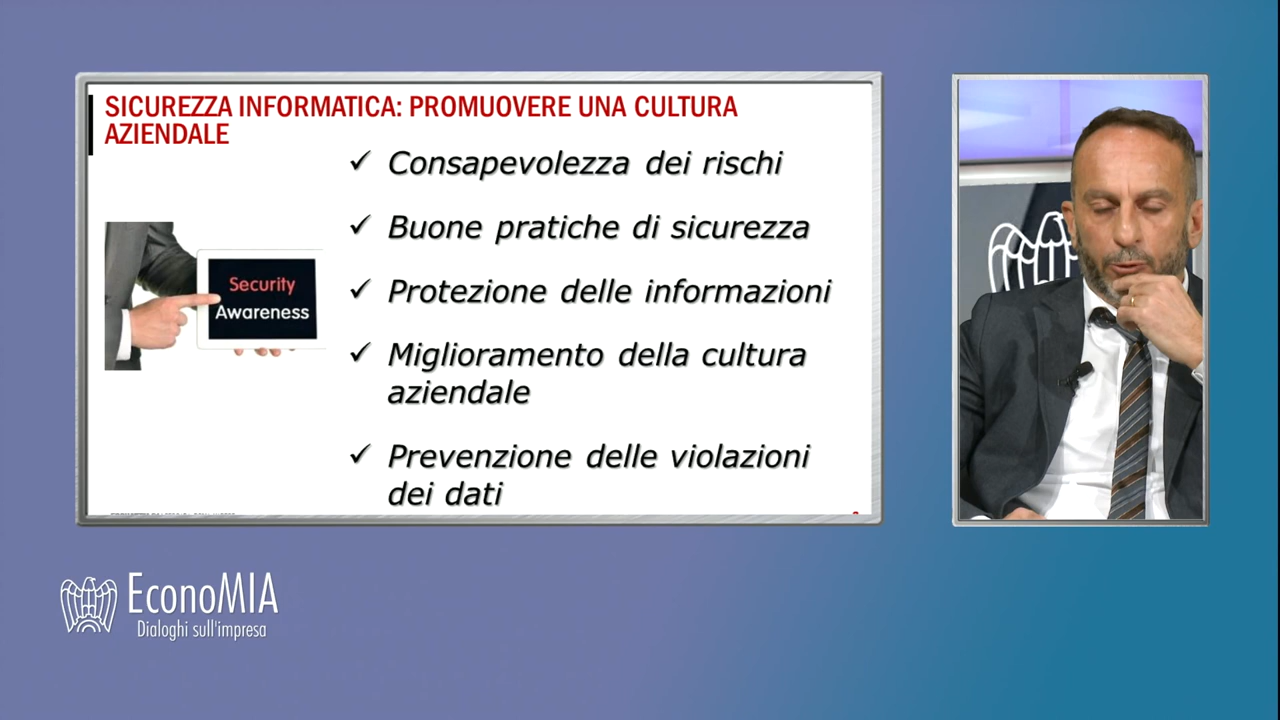 SICUREZZA INFORMATICA: PROMUOVERE UNA CULTURA
AZIENDALE
✓ Consapevolezza dei rischi
✓ Buone pratiche di sicurezza
✓ Protezione delle informazioni
✓ Miglioramento della cultura
aziendale
✓ Prevenzione delle violazioni
dei dati
Security
Awareness
EconoMIA
Dialoghi sull'impresa